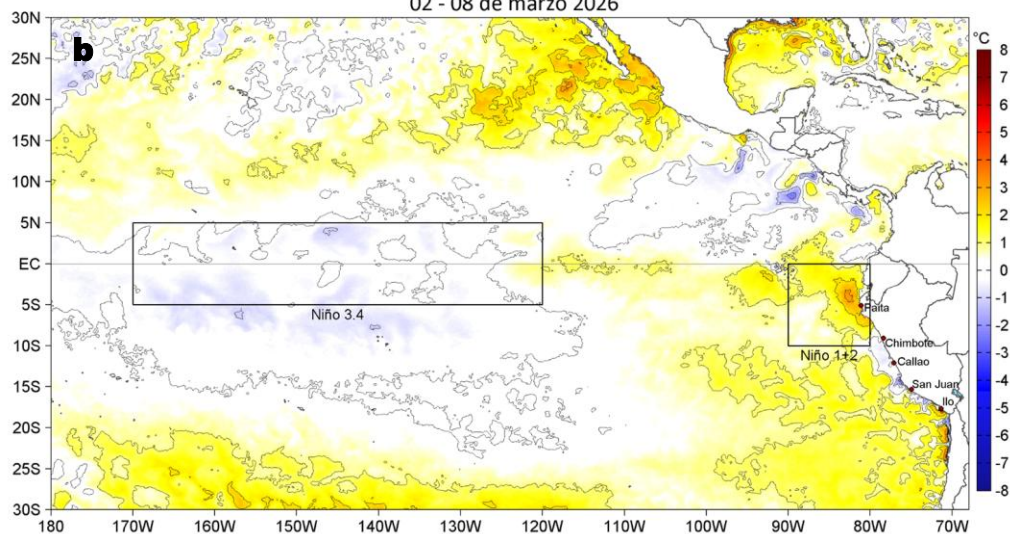 02 - 08 de marzo 2026
b
°C
30N
25N
20N
15N
10N
5N
EC
5S
10S
15S
20S
25S
30S
180
170W
160W
150W
140W
130W
120W
110W
100W
90W
80W
70W
Niño 3.4
Niño 1+2
Paita
Chimbote
Callao
San Juan
Ilo
8
7
6
5
4
3
2
1
0
-1
-2
-3
-4
-5
-6
-7
-8